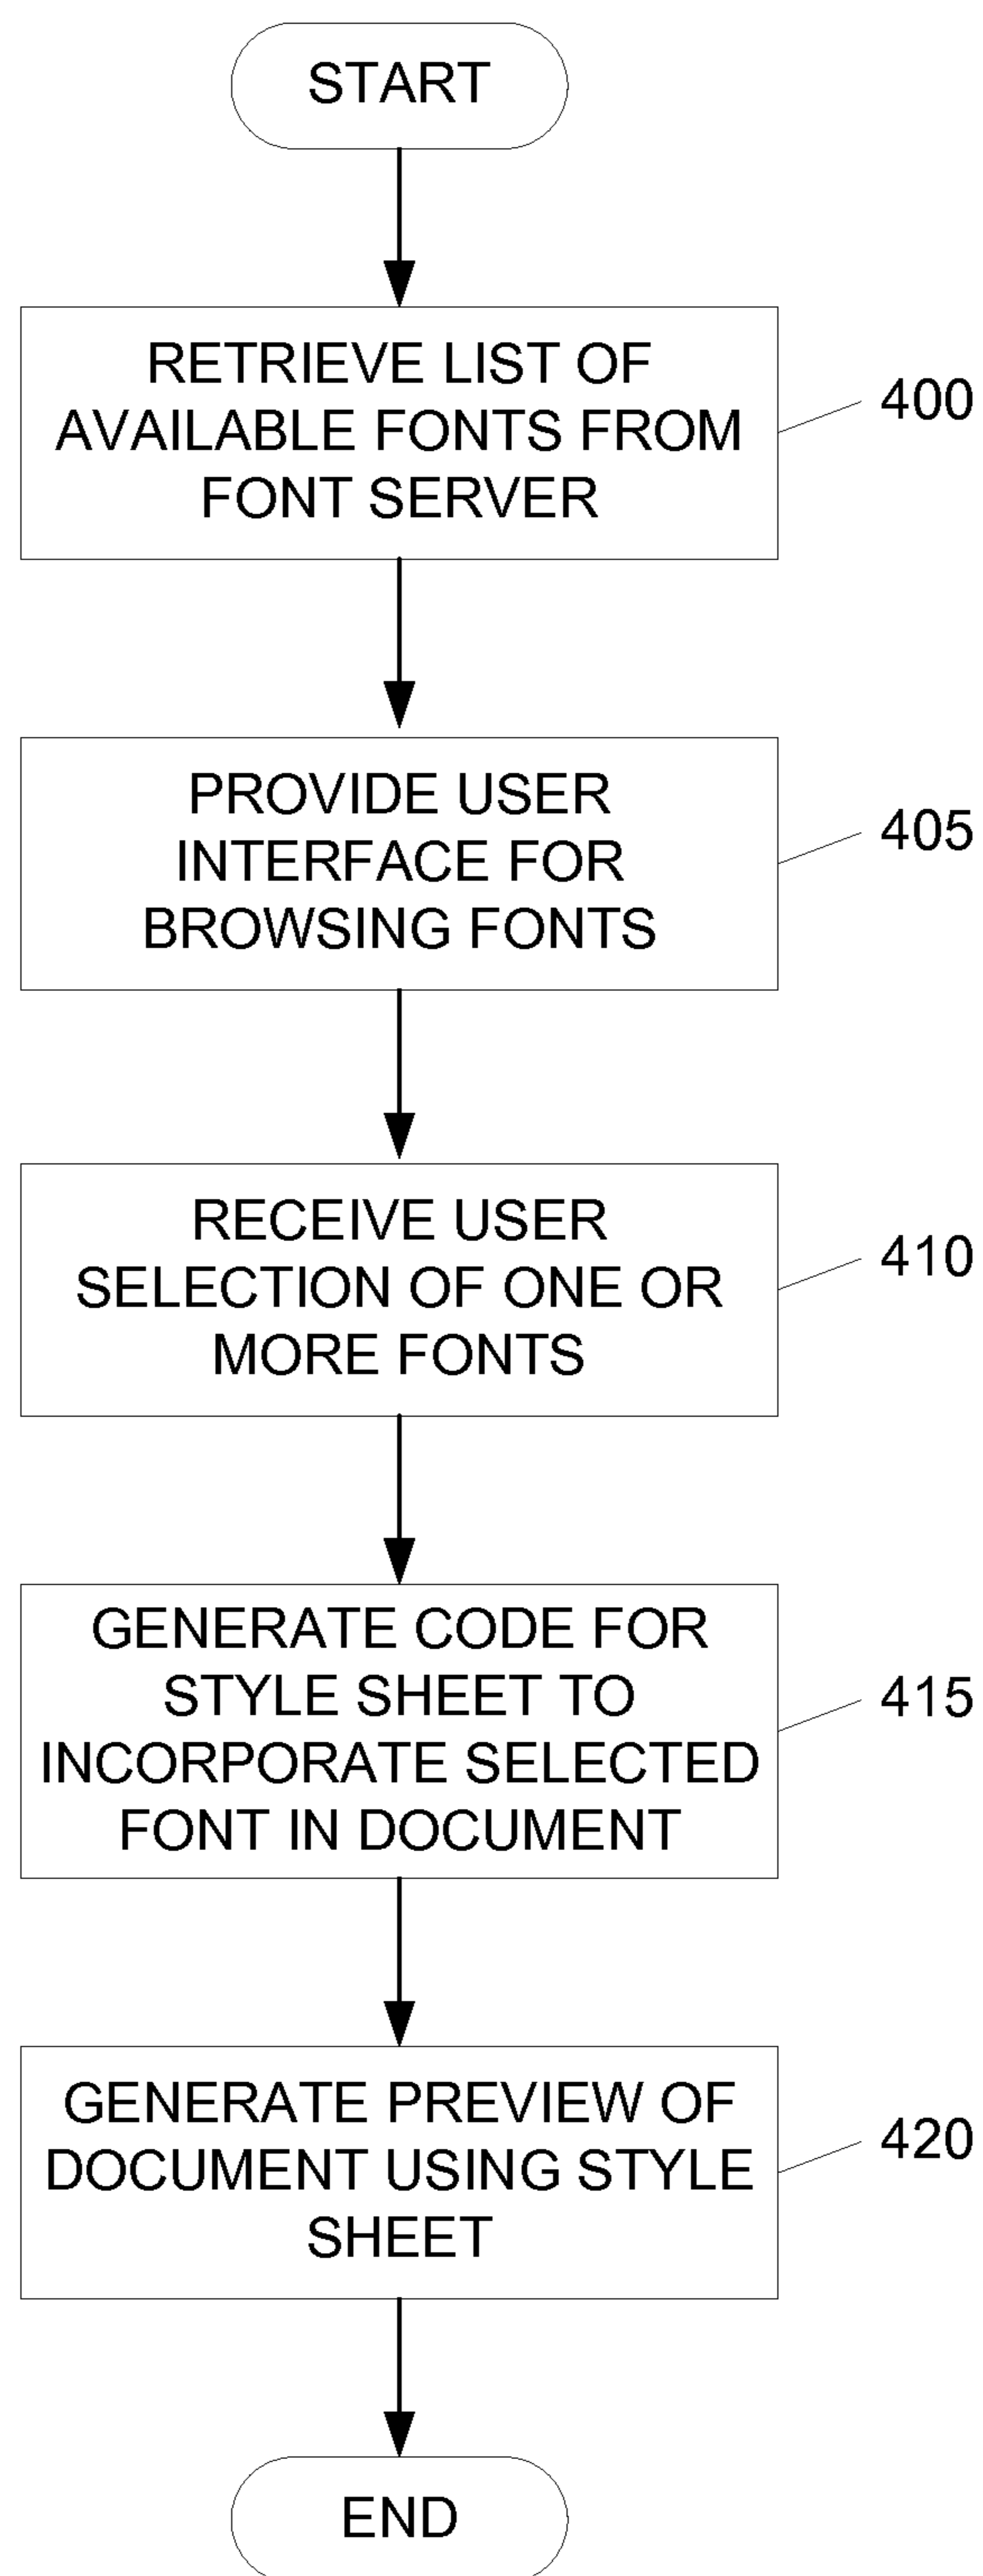 START
RETRIEVE LIST OF
AVAILABLE FONTS FROM
FONT SERVER
400
PROVIDE USER
INTERFACE FOR
BROWSING FONTS
405
RECEIVE USER
SELECTION OF ONE OR
MORE FONTS
410
GENERATE CODE FOR
STYLE SHEET TO
INCORPORATE SELECTED
FONT IN DOCUMENT
415
GENERATE PREVIEW OF
DOCUMENT USING STYLE
SHEET
420
END